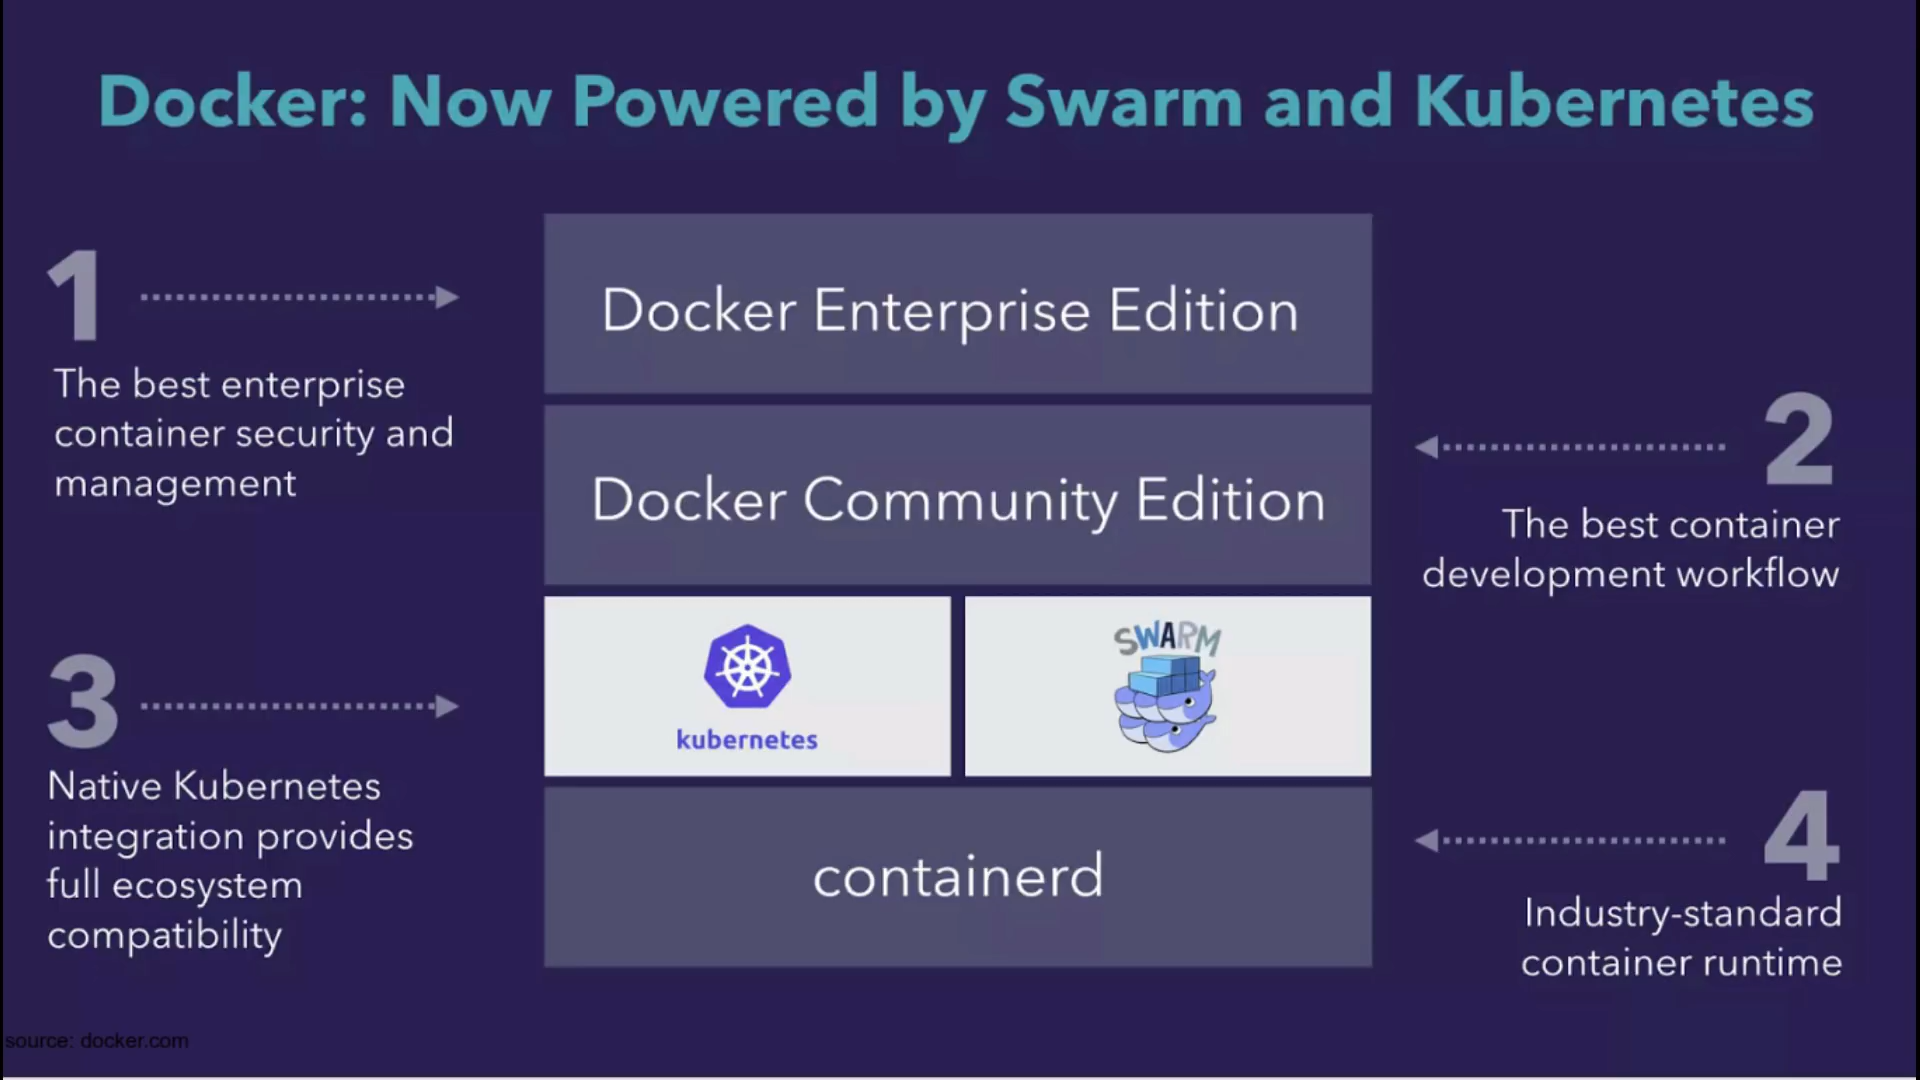 Docker: Now Powered by Swarm and Kubernetes
1
The best enterprise
container security and
management
Docker Enterprise Edition
Docker Community Edition
2
The best container
development workflow
3
Native Kubernetes
integration provides
full ecosystem
compatibility
kubernetes
SWARM
containerd
4
Industry-standard
container runtime
source: docker.com